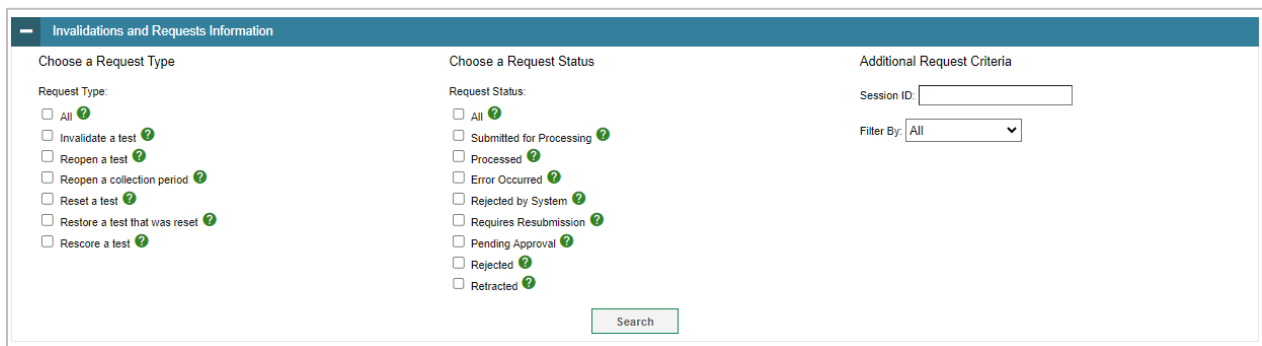 Invalidations and Requests Information
Choose a Request Type
Request Type:
All
Invalidate a test
Reopen a test
Reopen a collection period
Reset a test
Restore a test that was reset
Rescore a test
Choose a Request Status
Request Status:
All
Submitted for Processing
Processed
Error Occurred
Rejected by System
Requires Resubmission
Pending Approval
Rejected
Retracted
Additional Request Criteria
Session ID:
Filter By: All
Search